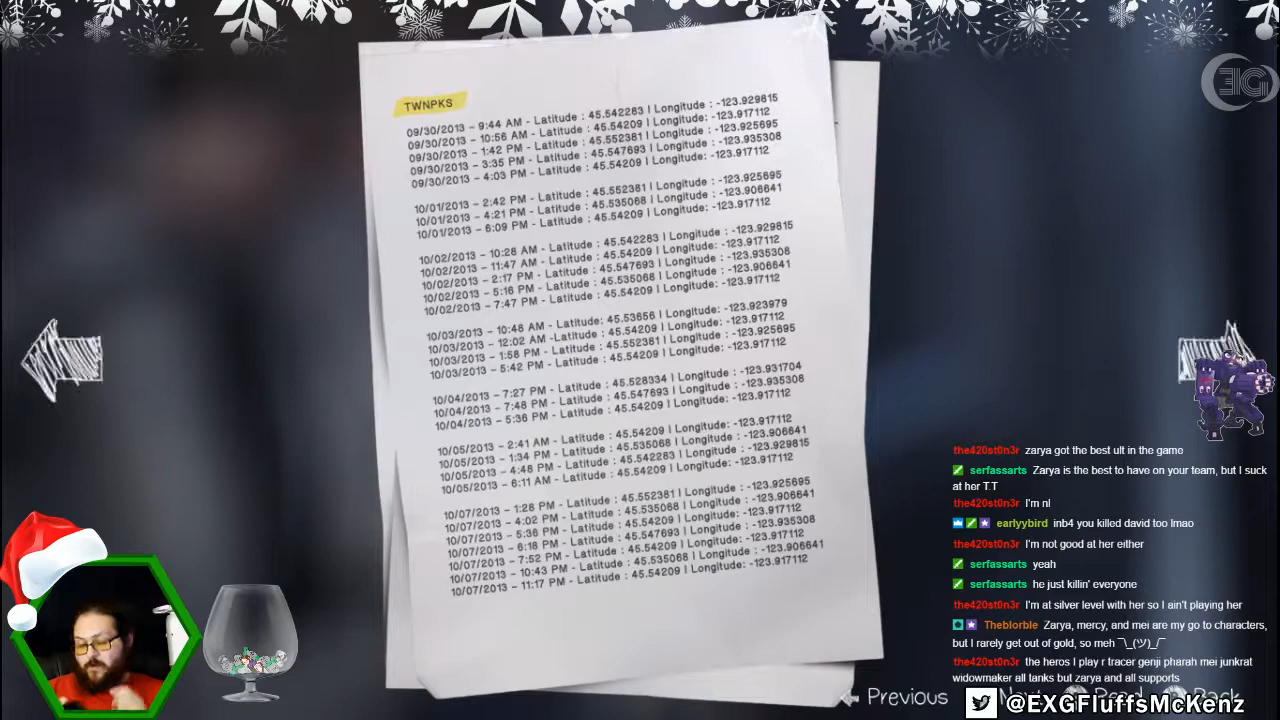 3G
TWNPKS
09/30/2013 – 9:44 AM - Latitude : 45.542283 | Longitude : -123.929815
09/30/2013 – 10:56 AM - Latitude : 45.54209 | Longitude: -123.917112
09/30/2013 – 1:42 PM - Latitude : 45.552381 | Longitude : -123.925695
09/30/2013 – 3:35 PM - Latitude : 45.547693 | Longitude : -123.935308
09/30/2013 – 4:03 PM - Latitude : 45.54209 | Longitude: -123.917112
10/01/2013 – 2:42 PM - Latitude : 45.552381 | Longitude : -123.925695
10/01/2013 – 4:21 PM - Latitude : 45.535068 | Longitude : -123.906641
10/01/2013 – 6:09 PM - Latitude : 45.54209 | Longitude: -123.917112
10/02/2013 – 10:28 AM - Latitude : 45.542283 | Longitude : -123.929815
10/02/2013 – 11:47 AM - Latitude : 45.54209 | Longitude: -123.917112
10/02/2013 – 2:17 PM - Latitude : 45.547693 | Longitude : -123.935308
10/02/2013 – 5:16 PM - Latitude : 45.535068 | Longitude : -123.906641
10/02/2013 – 7:47 PM - Latitude : 45.54209 | Longitude: -123.917112
10/03/2013 – 10:48 AM - Latitude: 45.53656 | Longitude: -123.923979
10/03/2013 – 12:02 AM -Latitude : 45.54209 | Longitude: -123.917112
10/03/2013 – 1:58 PM - Latitude : 45.552381 | Longitude : -123.925695
10/03/2013 – 5:42 PM - Latitude : 45.54209 | Longitude: -123.917112
10/04/2013 – 7:27 PM - Latitude : 45.528334 | Longitude : -123.931704
10/04/2013 – 7:48 PM - Latitude : 45.547693 | Longitude : -123.935308
10/04/2013 – 5:36 PM - Latitude : 45.54209 | Longitude: -123.917112
10/05/2013 – 2:41 AM - Latitude : 45.54209 | Longitude: -123.917112
10/05/2013 – 1:34 PM - Latitude : 45.535068 | Longitude : -123.906641
10/05/2013 – 4:48 PM - Latitude : 45.542283 | Longitude : -123.929815
10/05/2013 – 6:11 AM - Latitude : 45.54209 | Longitude: -123.917112
10/07/2013 – 1:28 PM - Latitude : 45.552381 | Longitude : -123.925695
10/07/2013 – 4:02 PM - Latitude : 45.535068 | Longitude : -123.906641
10/07/2013 – 5:36 PM - Latitude : 45.54209 | Longitude: -123.917112
10/07/2013 – 6:18 PM - Latitude : 45.547693 | Longitude : -123.935308
10/07/2013 – 7:52 PM - Latitude : 45.54209 | Longitude: -123.917112
10/07/2013 – 10:43 PM - Latitude : 45.535068 | Longitude : -123.906641
10/07/2013 – 11:17 PM - Latitude : 45.54209 | Longitude: -123.917112
the420st0n3r zarya got the best ult in the game
serfassarts Zarya is the best to have on your team, but I suck
at her T.T
the420st0n3r I'm nl
earlyybird inb4 you killed david too lmao
the420st0n3r I'm not good at her either
serfassarts yeah
serfassarts he just killin' everyone
the420st0n3r I'm at silver level with her so I ain't playing her
Theblorble Zarya, mercy, and mei are my go to characters,
but I rarely get out of gold, so meh ¯\_(ツ)_/¯
the420st0n3r the heros I play r tracer genji pharah mei junkrat
widowmaker all tanks but zarya and all supports
Previous
@EXGFluffsMcKenz